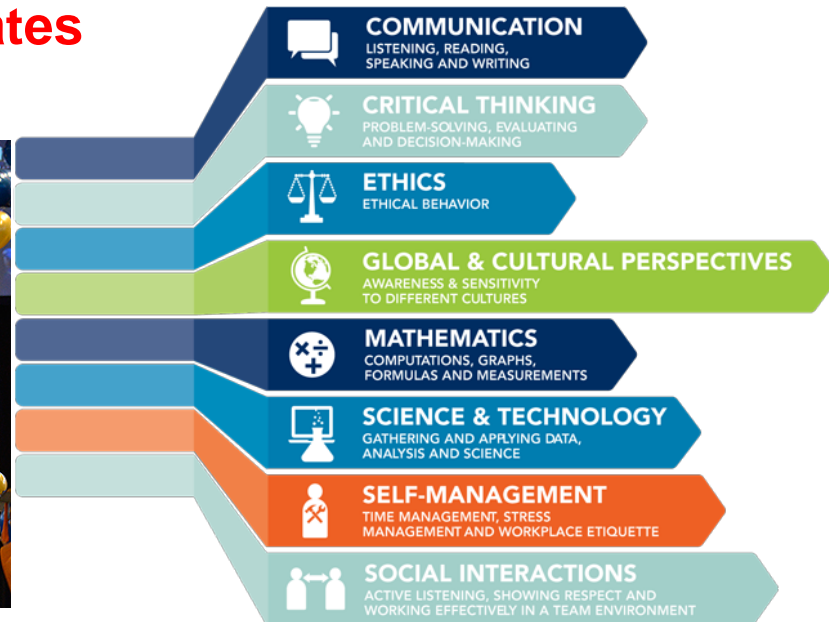 COMMUNICATION
LISTENING, READING,
SPEAKING AND WRITING
CRITICAL THINKING
PROBLEM-SOLVING, EVALUATING
AND DECISION-MAKING
ETHICS
ETHICAL BEHAVIOR
GLOBAL & CULTURAL PERSPECTIVES
AWARENESS & SENSITIVITY
TO DIFFERENT CULTURES
MATHEMATICS
COMPUTATIONS, GRAPHS,
FORMULAS AND MEASUREMENTS
SCIENCE & TECHNOLOGY
GATHERING AND APPLYING DATA,
ANALYSIS AND SCIENCE
SELF-MANAGEMENT
TIME MANAGEMENT, STRESS
MANAGEMENT AND WORKPLACE ETIQUETTE
SOCIAL INTERACTIONS
ACTIVE LISTENING, SHOWING RESPECT AND
WORKING EFFECTIVELY IN A TEAM ENVIRONMENT